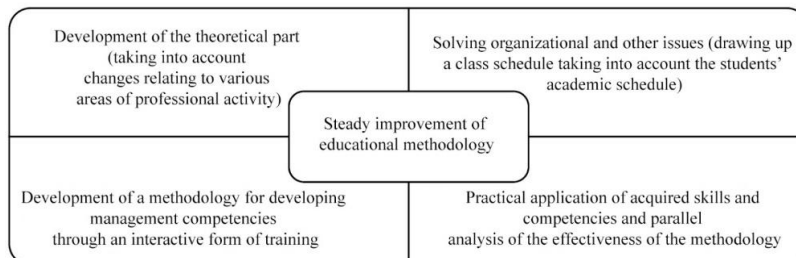 Development of the theoretical part
(taking into account
changes relating to various
areas of professional activity)
Solving organizational and other issues (drawing up
a class schedule taking into account the students’
academic schedule)
Steady improvement of
educational methodology
Development of a methodology for developing
management competencies
through an interactive form of training
Practical application of acquired skills and
competencies and parallel
analysis of the effectiveness of the methodology